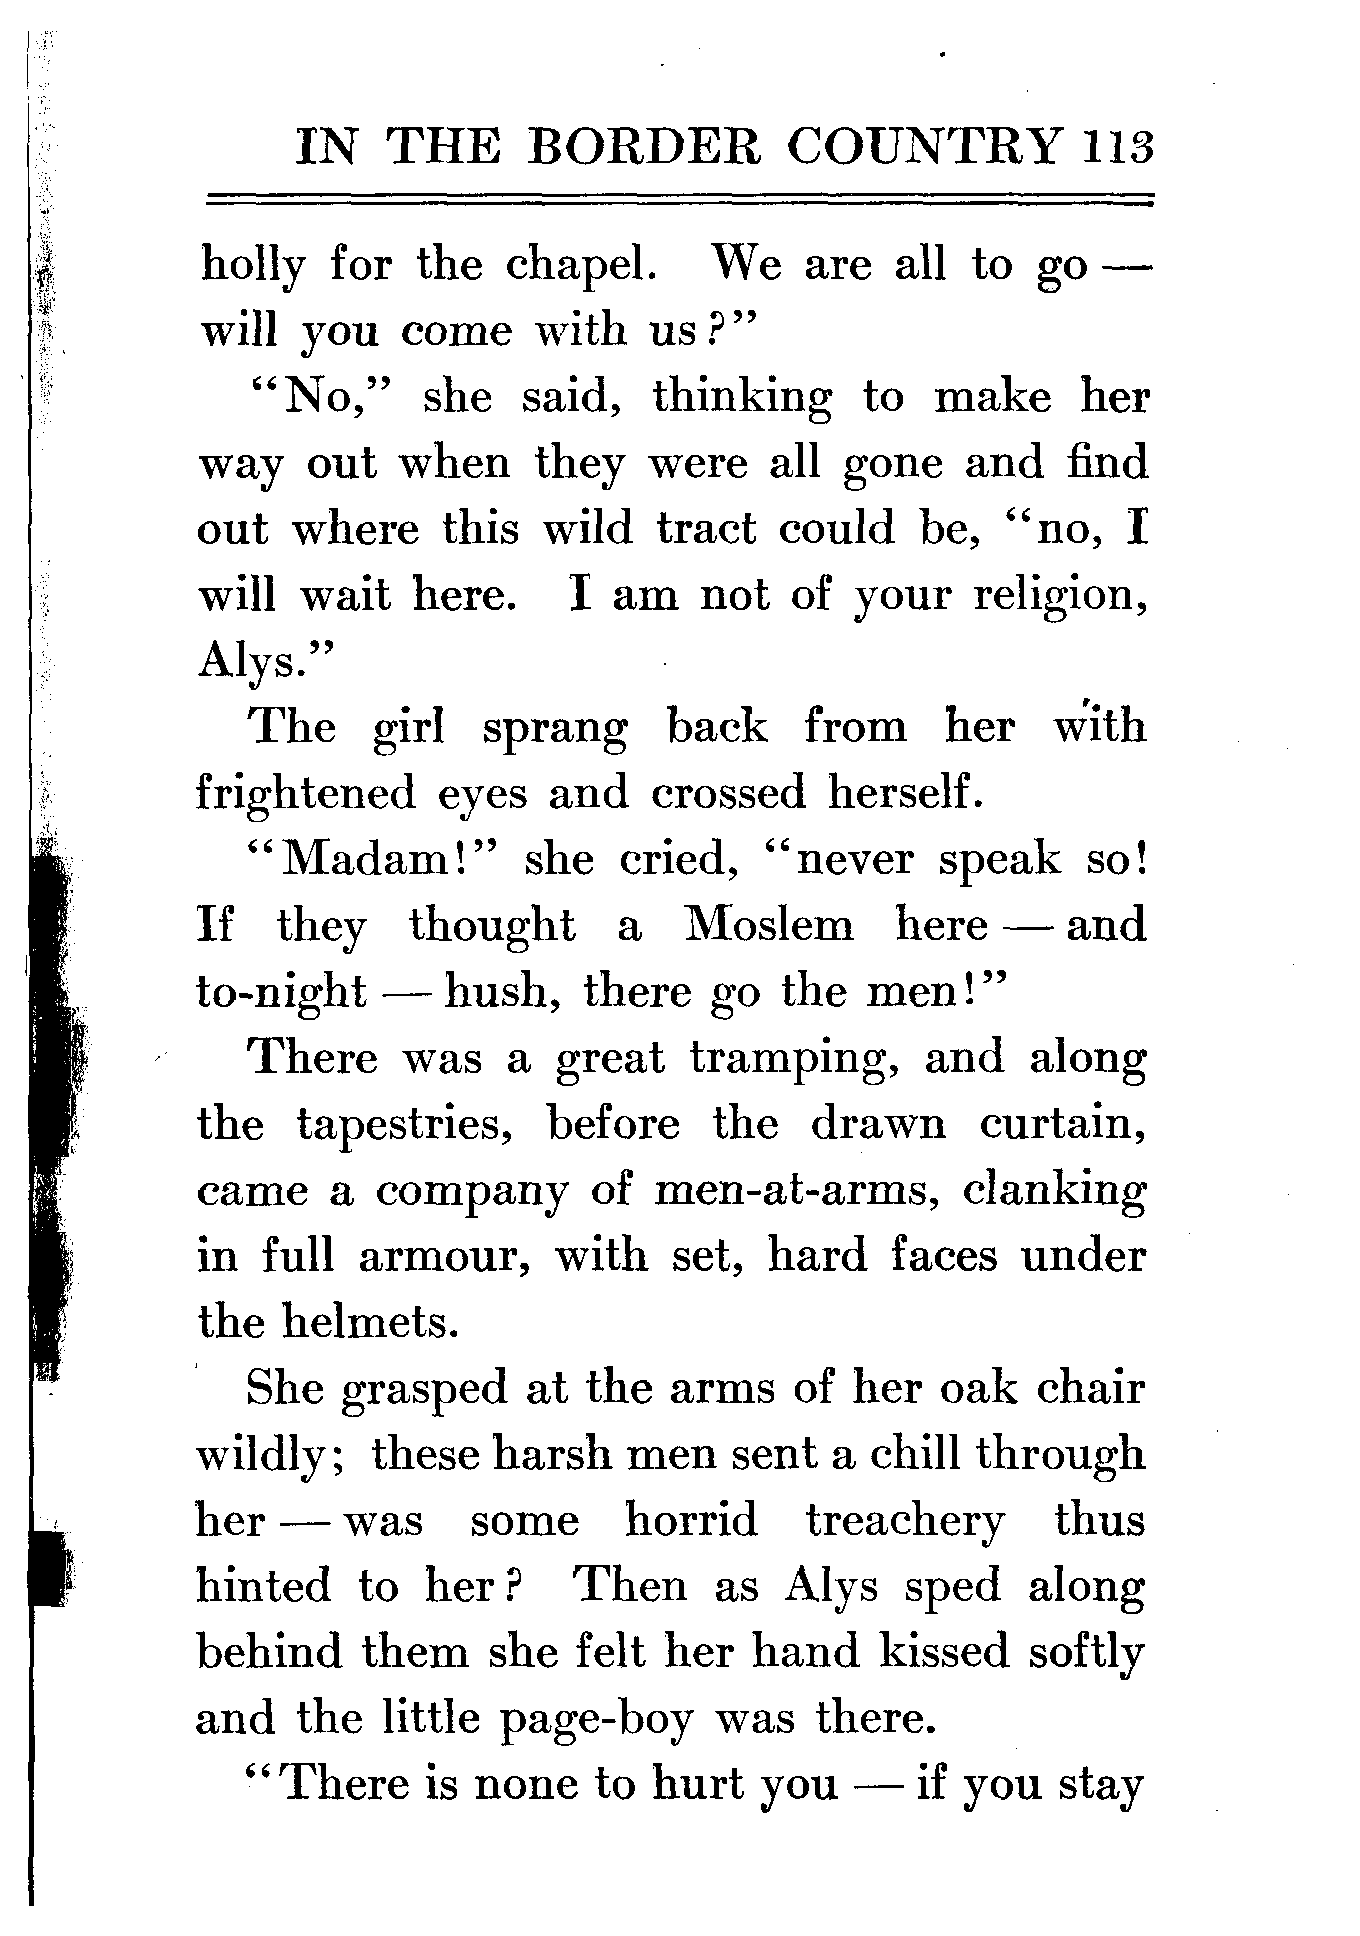 IN THE BORDER COUNTRY 113
holly for the chapel. We are all to go —
will you come with us?”
“No,” she said, thinking to make her
way out when they were all gone and find
out where this wild tract could be, “no, I
will wait here. I am not of your religion,
Alys.”
The girl sprang back from her with
frightened eyes and crossed herself.
“Madam!” she cried, “never speak so!
If they thought a Moslem here — and
to-night — hush, there go the men!”
There was a great tramping, and along
the tapestries, before the drawn curtain,
came a company of men-at-arms, clanking
in full armour, with set, hard faces under
the helmets.
She grasped at the arms of her oak chair
wildly; these harsh men sent a chill through
her — was some horrid treachery thus
hinted to her? Then as Alys sped along
behind them she felt her hand kissed softly
and the little page-boy was there.
“There is none to hurt you — if you stay